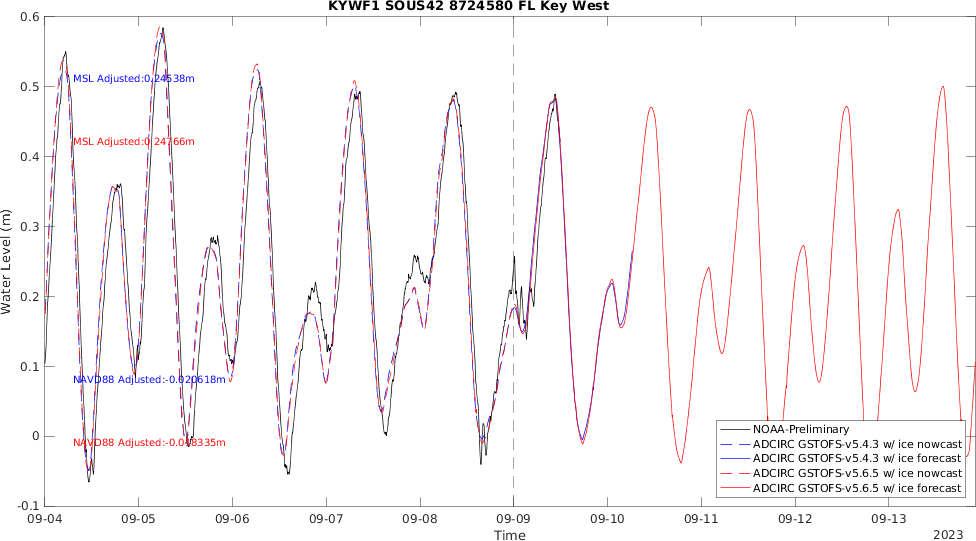 KYWF1 SOUS42 8724580 FL Key West
0.6
0.5
0.4
0.3
0.2
0.1
0
-0.1
Water Level (m)
MSL Adjusted:0.24538m
MSL Adjusted:0.24766m
NAVD88 Adjusted:-0.020618m
NAVD88 Adjusted:-0.018335m
NOAA-Preliminary
ADCIRC GSTOFS-v5.4.3 w/ ice nowcast
ADCIRC GSTOFS-v5.4.3 w/ ice forecast
ADCIRC GSTOFS-v5.6.5 w/ ice nowcast
ADCIRC GSTOFS-v5.6.5 w/ ice forecast
09-04 09-05 09-06 09-07 09-08 09-09 09-10 09-11 09-12 09-13
Time
2023